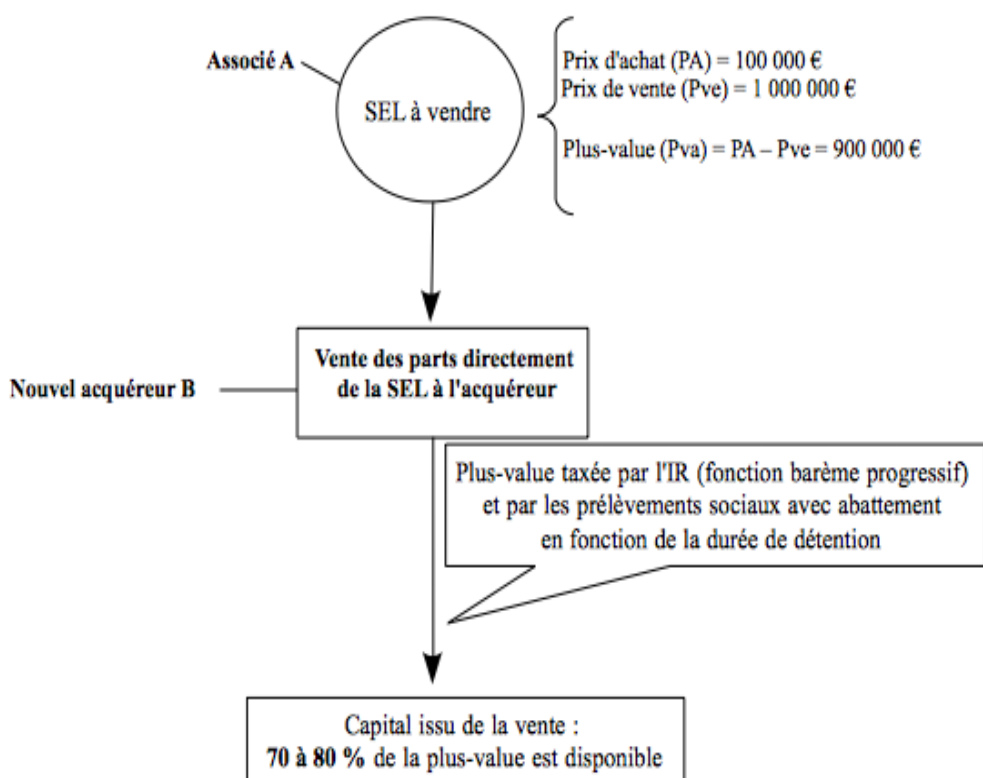 Associé A
SEL à vendre
Prix d'achat (PA) = 100 000 €
Prix de vente (Pve) = 1 000 000 €
Plus-value (Pva) = PA – Pve = 900 000 €
Vente des parts directement
de la SEL à l'acquéreur
Nouvel acquéreur B
Plus-value taxée par l'IR (fonction barème progressif)
et par les prélèvements sociaux avec abattement
en fonction de la durée de détention
Capital issu de la vente :
70 à 80 % de la plus-value est disponible